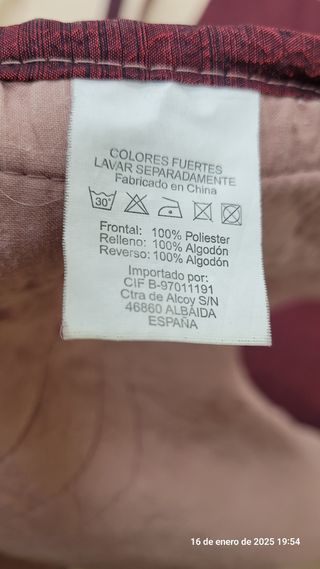 COLORES FUERTES
LAVAR SEPARADAMENTE
Fabricado en China
30°
Frontal: 100% Poliester
Relleno: 100% Algodón
Reverso: 100% Algodón
Importado por:
CIF B-97011191
Ctra de Alcoy S/N
46860 ALBAIDA
ESPAÑA
16 de enero de 2025 19:54